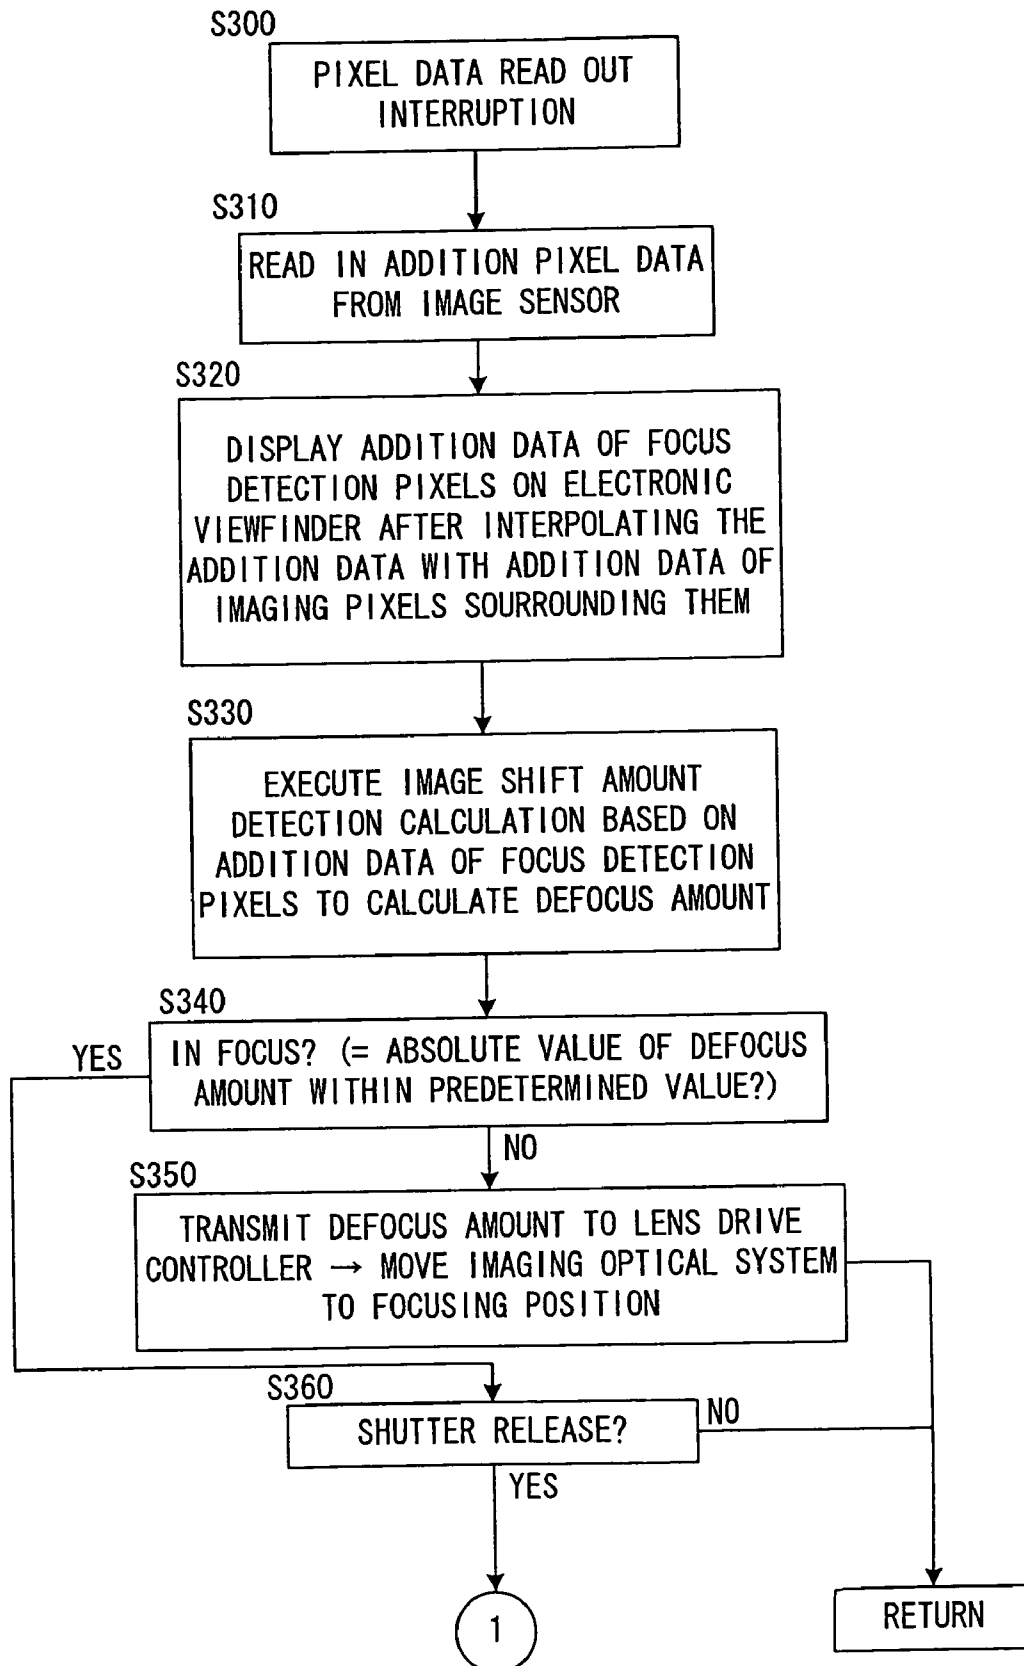 S300
PIXEL DATA READ OUT
INTERRUPTION
S310
READ IN ADDITION PIXEL DATA
FROM IMAGE SENSOR
S320
DISPLAY ADDITION DATA OF FOCUS
DETECTION PIXELS ON ELECTRONIC
VIEWFINDER AFTER INTERPOLATING THE
ADDITION DATA WITH ADDITION DATA OF
IMAGING PIXELS SOURROUNDING THEM
S330
EXECUTE IMAGE SHIFT AMOUNT
DETECTION CALCULATION BASED ON
ADDITION DATA OF FOCUS DETECTION
PIXELS TO CALCULATE DEFOCUS AMOUNT
S340
YES
IN FOCUS? (= ABSOLUTE VALUE OF DEFOCUS
AMOUNT WITHIN PREDETERMINED VALUE?)
NO
S350
TRANSMIT DEFOCUS AMOUNT TO LENS DRIVE
CONTROLLER → MOVE IMAGING OPTICAL SYSTEM
TO FOCUSING POSITION
S360
SHUTTER RELEASE?
NO
YES
1
RETURN